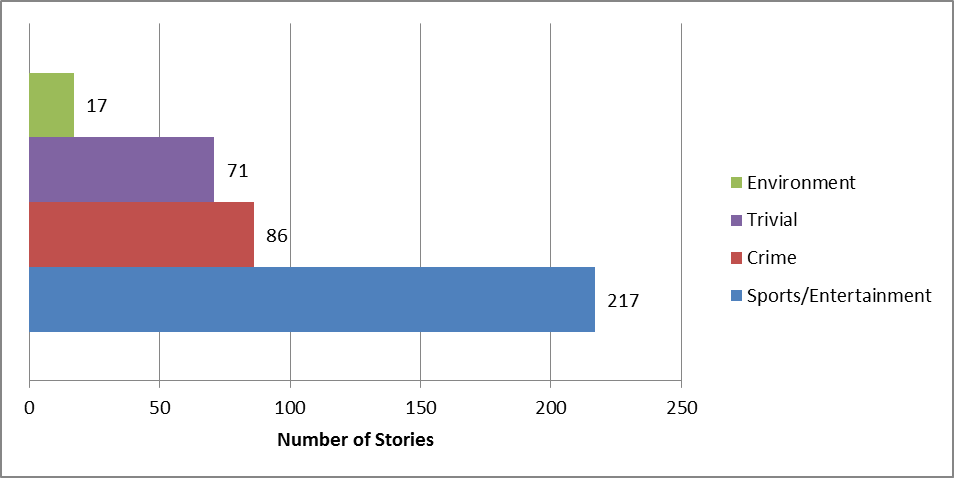 17
71
86
217
Environment
Trivial
Crime
Sports/Entertainment
0 50 100 150 200 250
Number of Stories